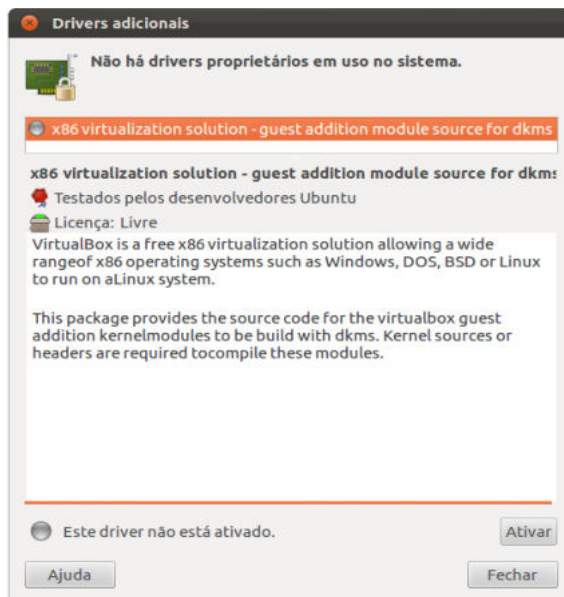 Drivers adicionais
Não há drivers proprietários em uso no sistema.
x86 virtualization solution - guest addition module source for dkms
x86 virtualization solution - guest addition module source for dkms
Testados pelos desenvolvedores Ubuntu
Licença: Livre
VirtualBox is a free x86 virtualization solution allowing a wide
rangeof x86 operating systems such as Windows, DOS, BSD or Linux
to run on aLinux system.
This package provides the source code for the virtualbox guest
addition kernelmodules to be build with dkms. Kernel sources or
headers are required tocompile these modules.
Este driver não está ativado.
Ativar
Ajuda
Fechar